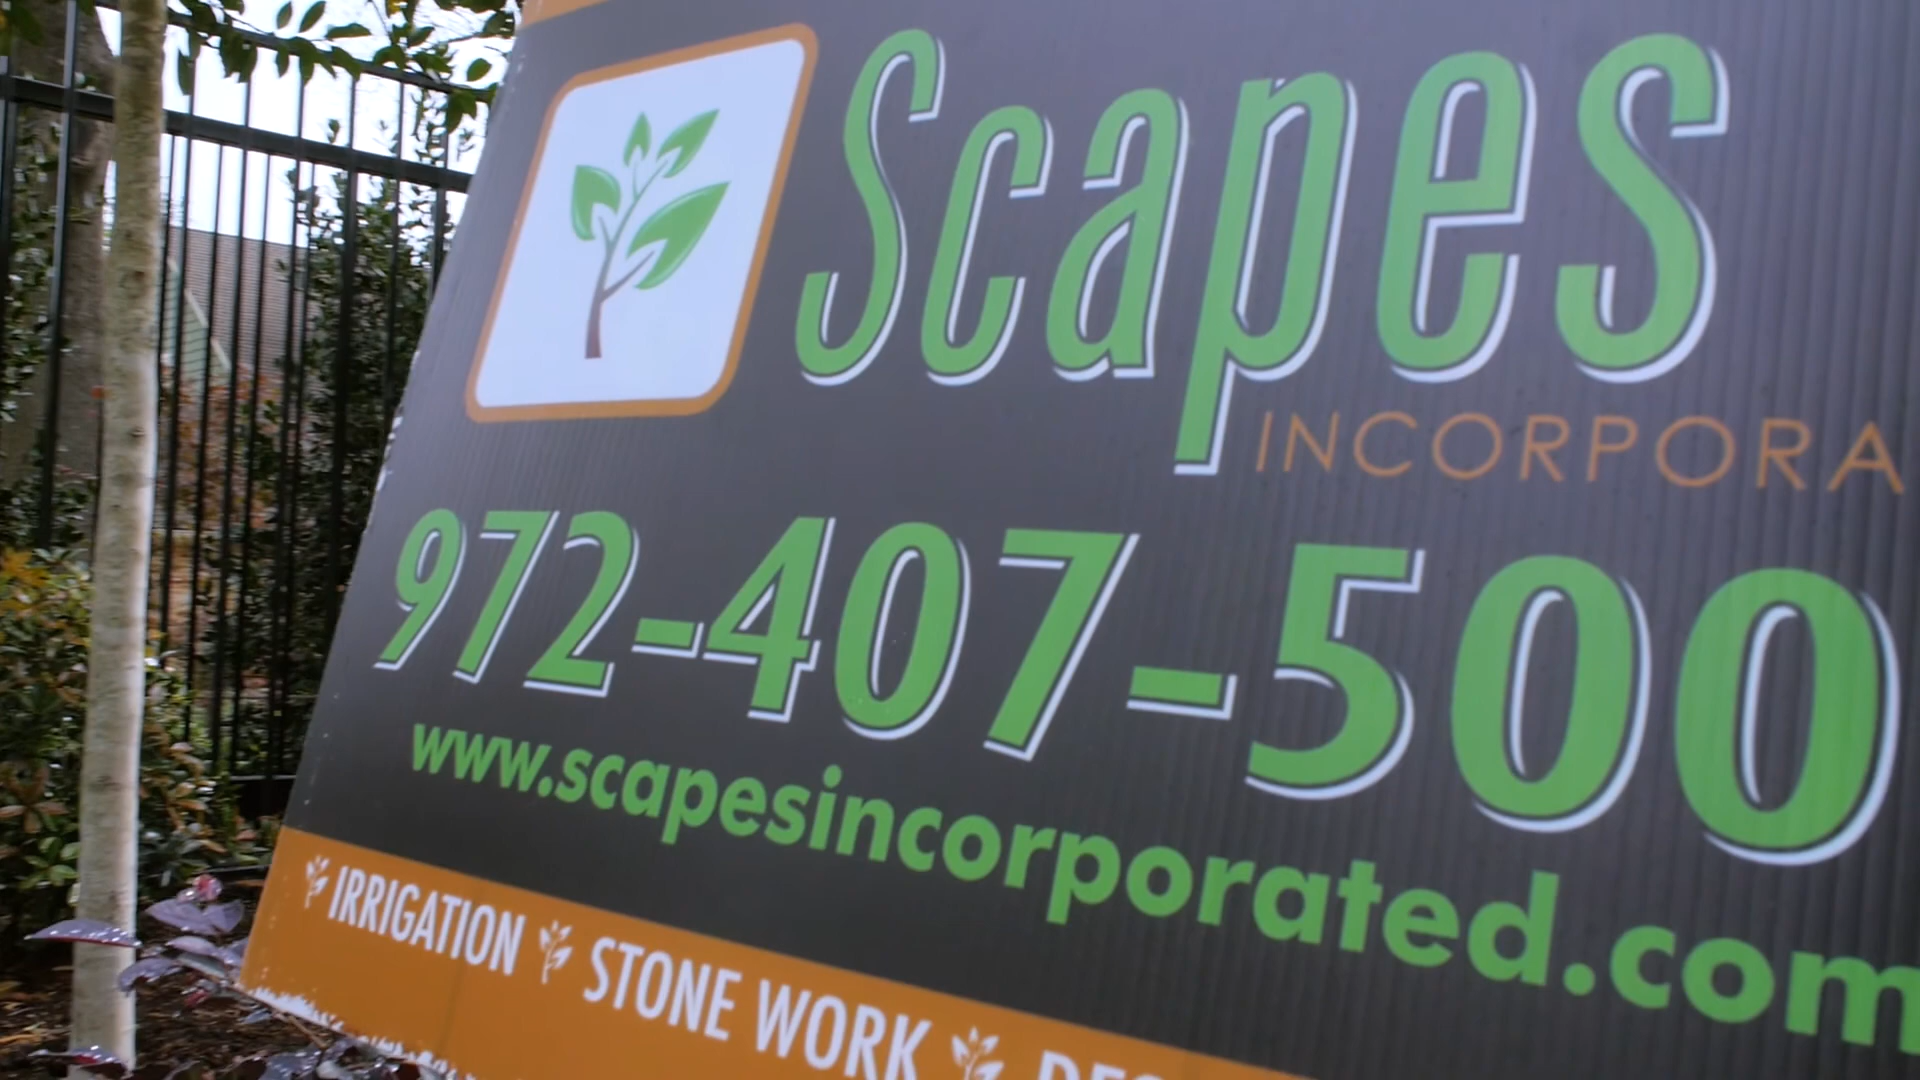 Scapes
INCORPORA
972-407-500
www.scapesincorporated.com
IRRIGATION STONE WORK